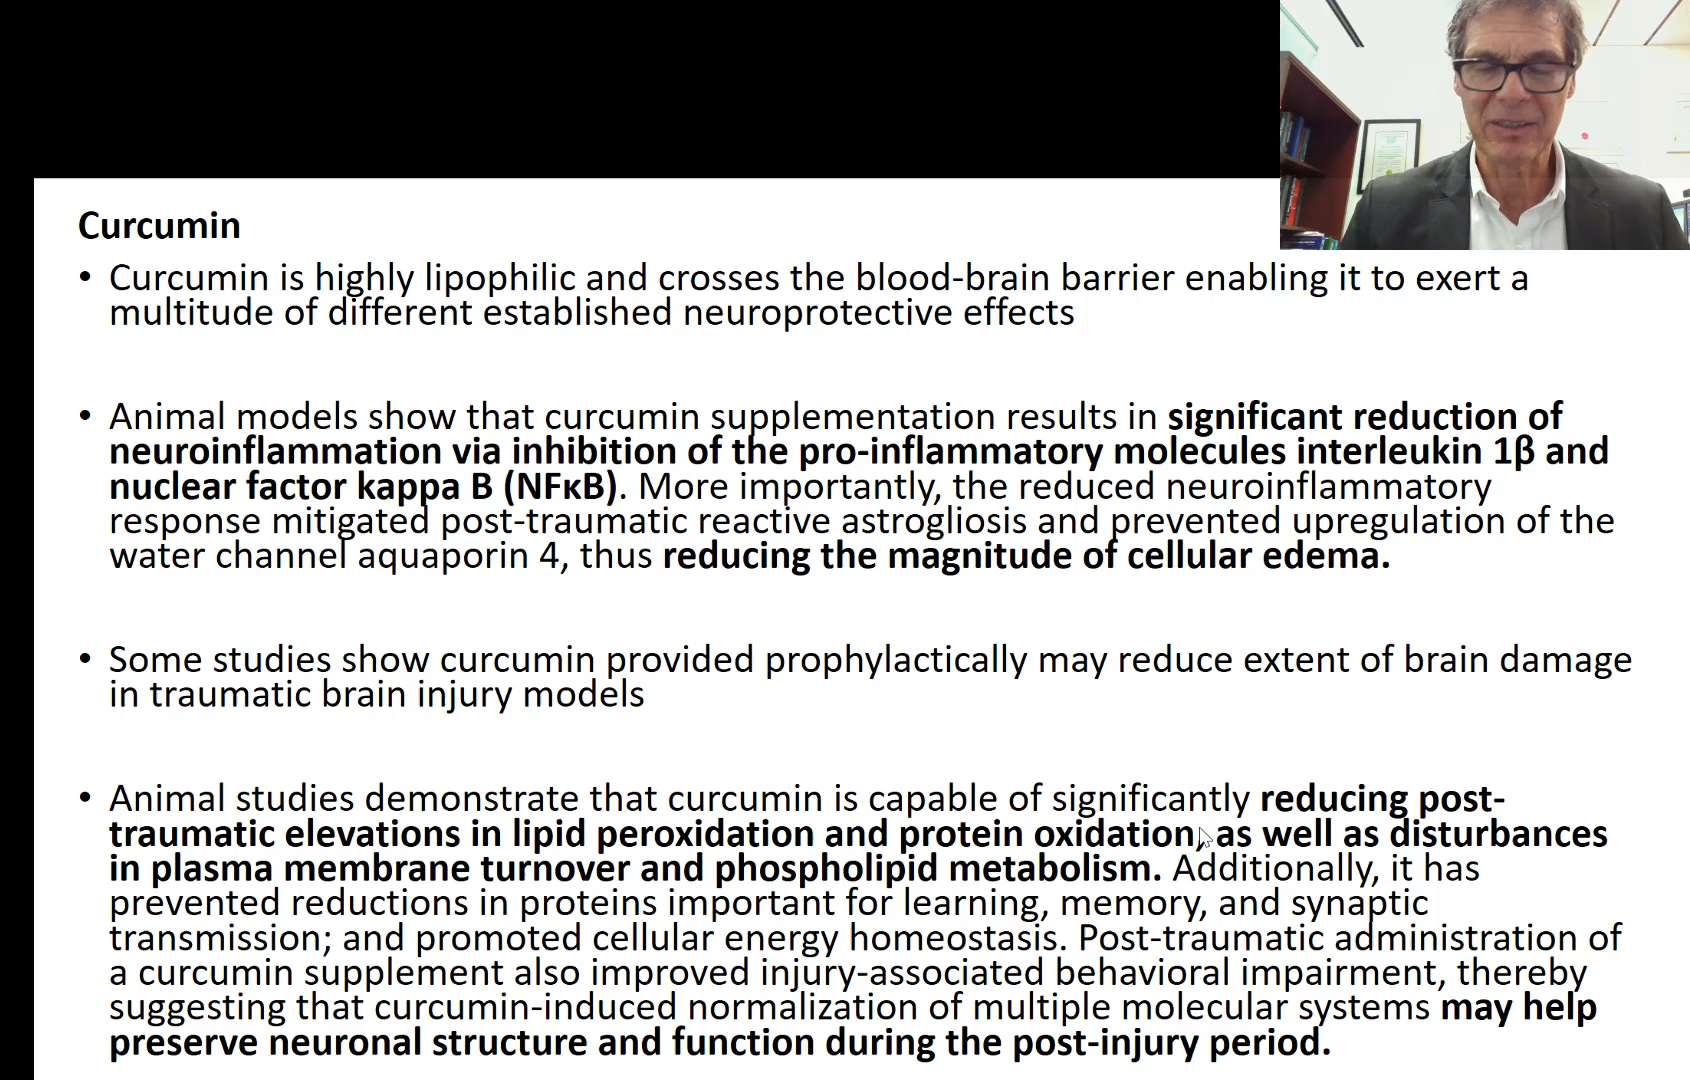 Curcumin
• Curcumin is highly lipophilic and crosses the blood-brain barrier enabling it to exert a
multitude of different established neuroprotective effects
• Animal models show that curcumin supplementation results in significant reduction of
neuroinflammation via inhibition of the pro-inflammatory molecules interleukin 1β and
nuclear factor kappa B (NFκB). More importantly, the reduced neuroinflammatory
response mitigated post-traumatic reactive astrogliosis and prevented upregulation of the
water channel aquaporin 4, thus reducing the magnitude of cellular edema.
• Some studies show curcumin provided prophylactically may reduce extent of brain damage
in traumatic brain injury models
• Animal studies demonstrate that curcumin is capable of significantly reducing post-
traumatic elevations in lipid peroxidation and protein oxidation, as well as disturbances
in plasma membrane turnover and phospholipid metabolism. Additionally, it has
prevented reductions in proteins important for learning, memory, and synaptic
transmission; and promoted cellular energy homeostasis. Post-traumatic administration of
a curcumin supplement also improved injury-associated behavioral impairment, thereby
suggesting that curcumin-induced normalization of multiple molecular systems may help
preserve neuronal structure and function during the post-injury period.